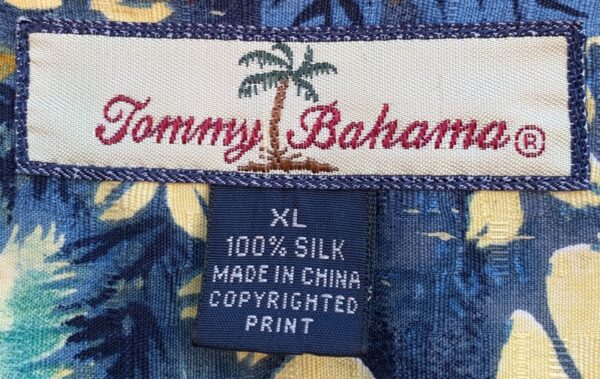 Tommy Bahama®
XL
100% SILK
MADE IN CHINA
COPYRIGHTED
PRINT